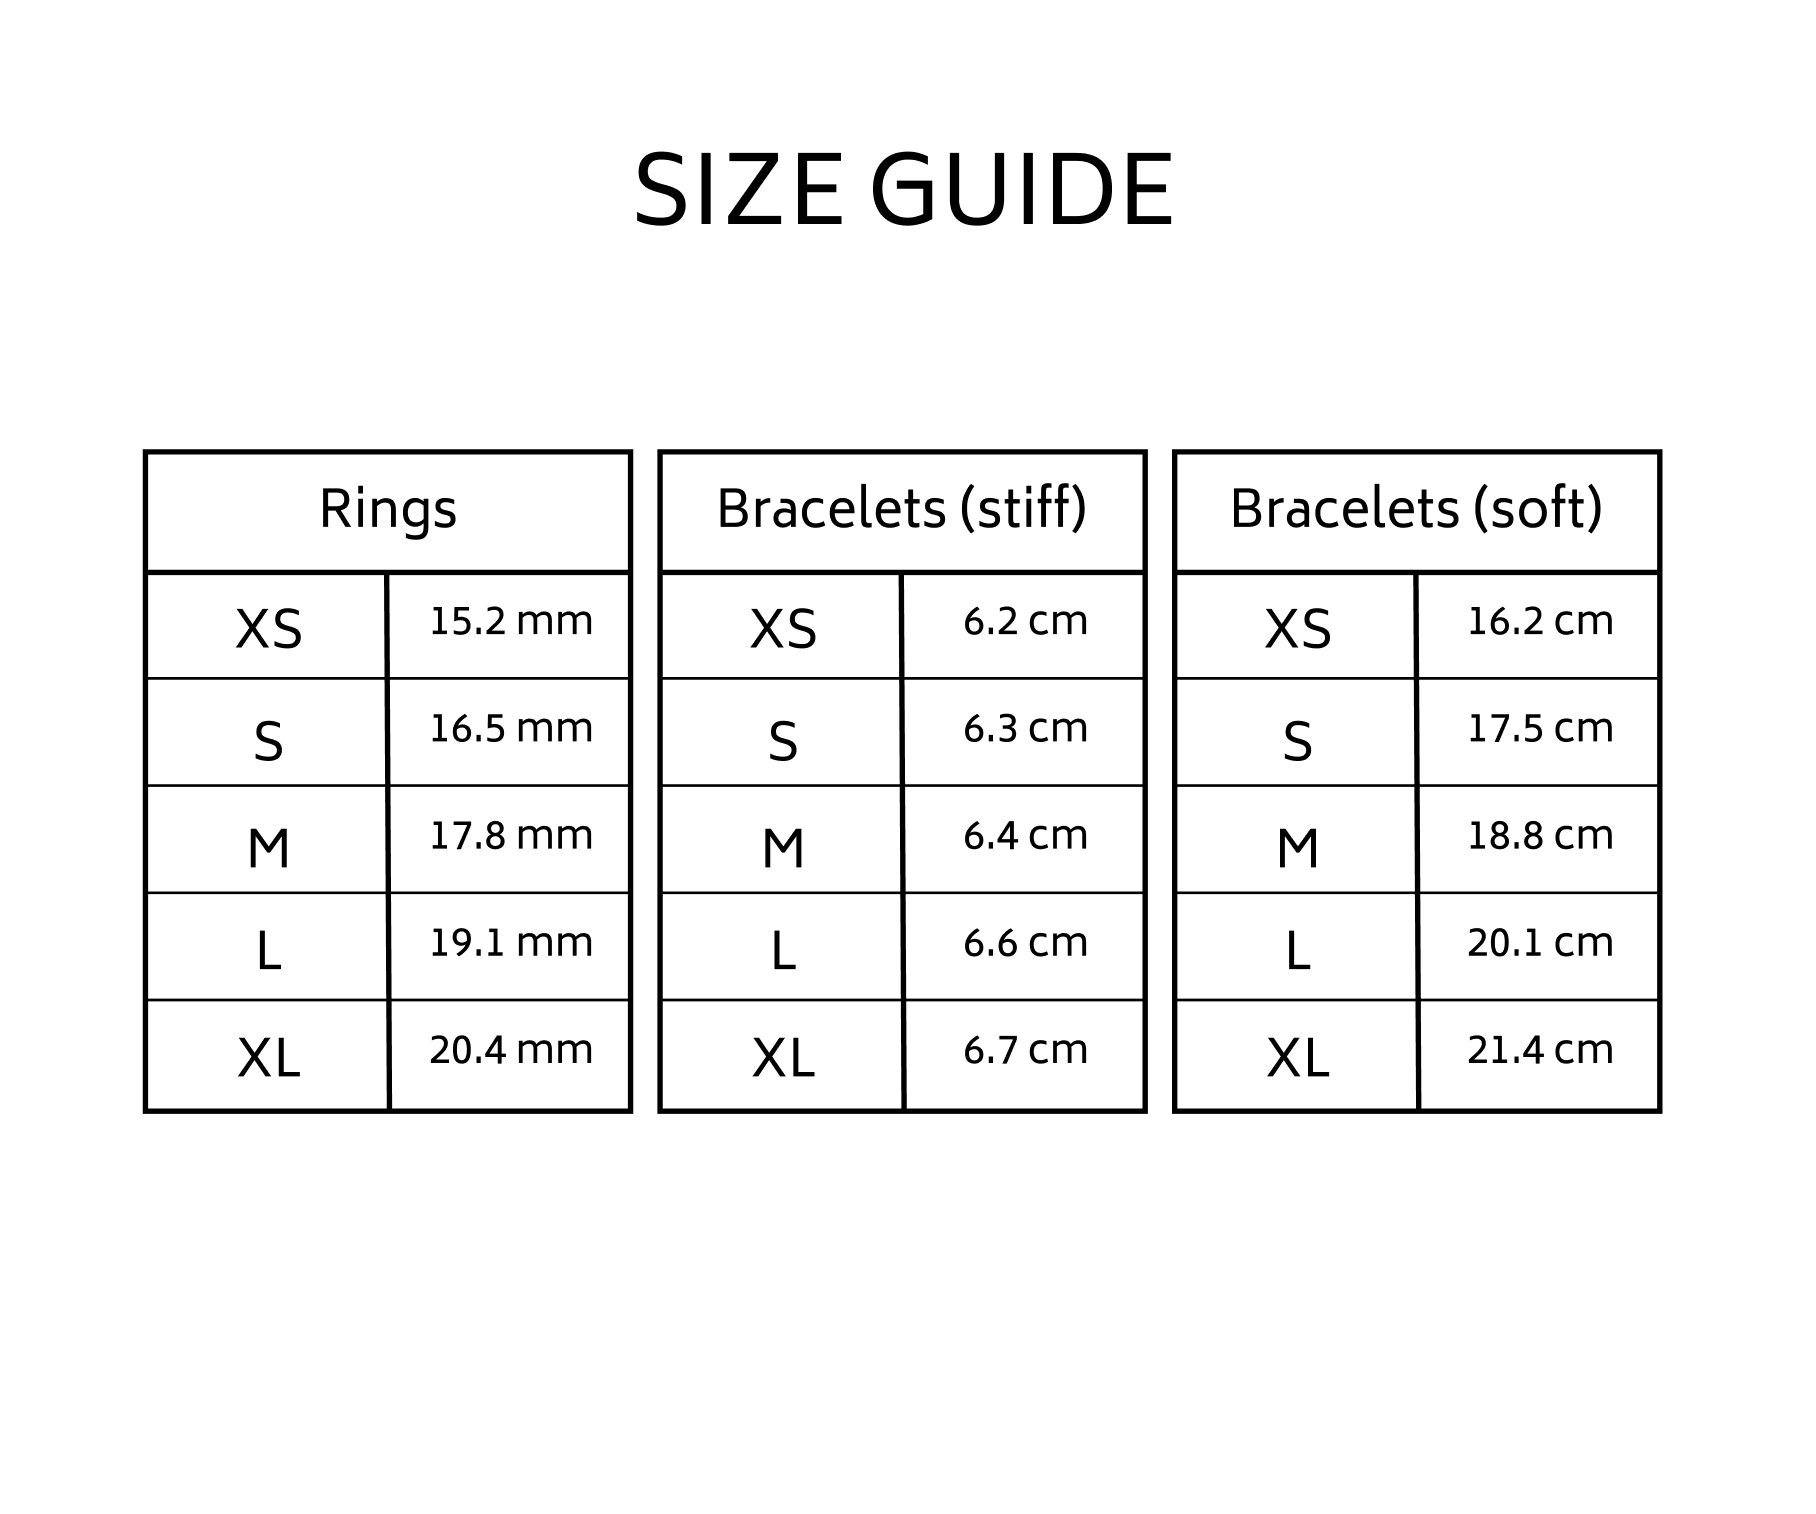 SIZE GUIDE
Rings
XS 15.2 mm
S 16.5 mm
M 17.8 mm
L 19.1 mm
XL 20.4 mm
Bracelets (stiff)
XS 6.2 cm
S 6.3 cm
M 6.4 cm
L 6.6 cm
XL 6.7 cm
Bracelets (soft)
XS 16.2 cm
S 17.5 cm
M 18.8 cm
L 20.1 cm
XL 21.4 cm